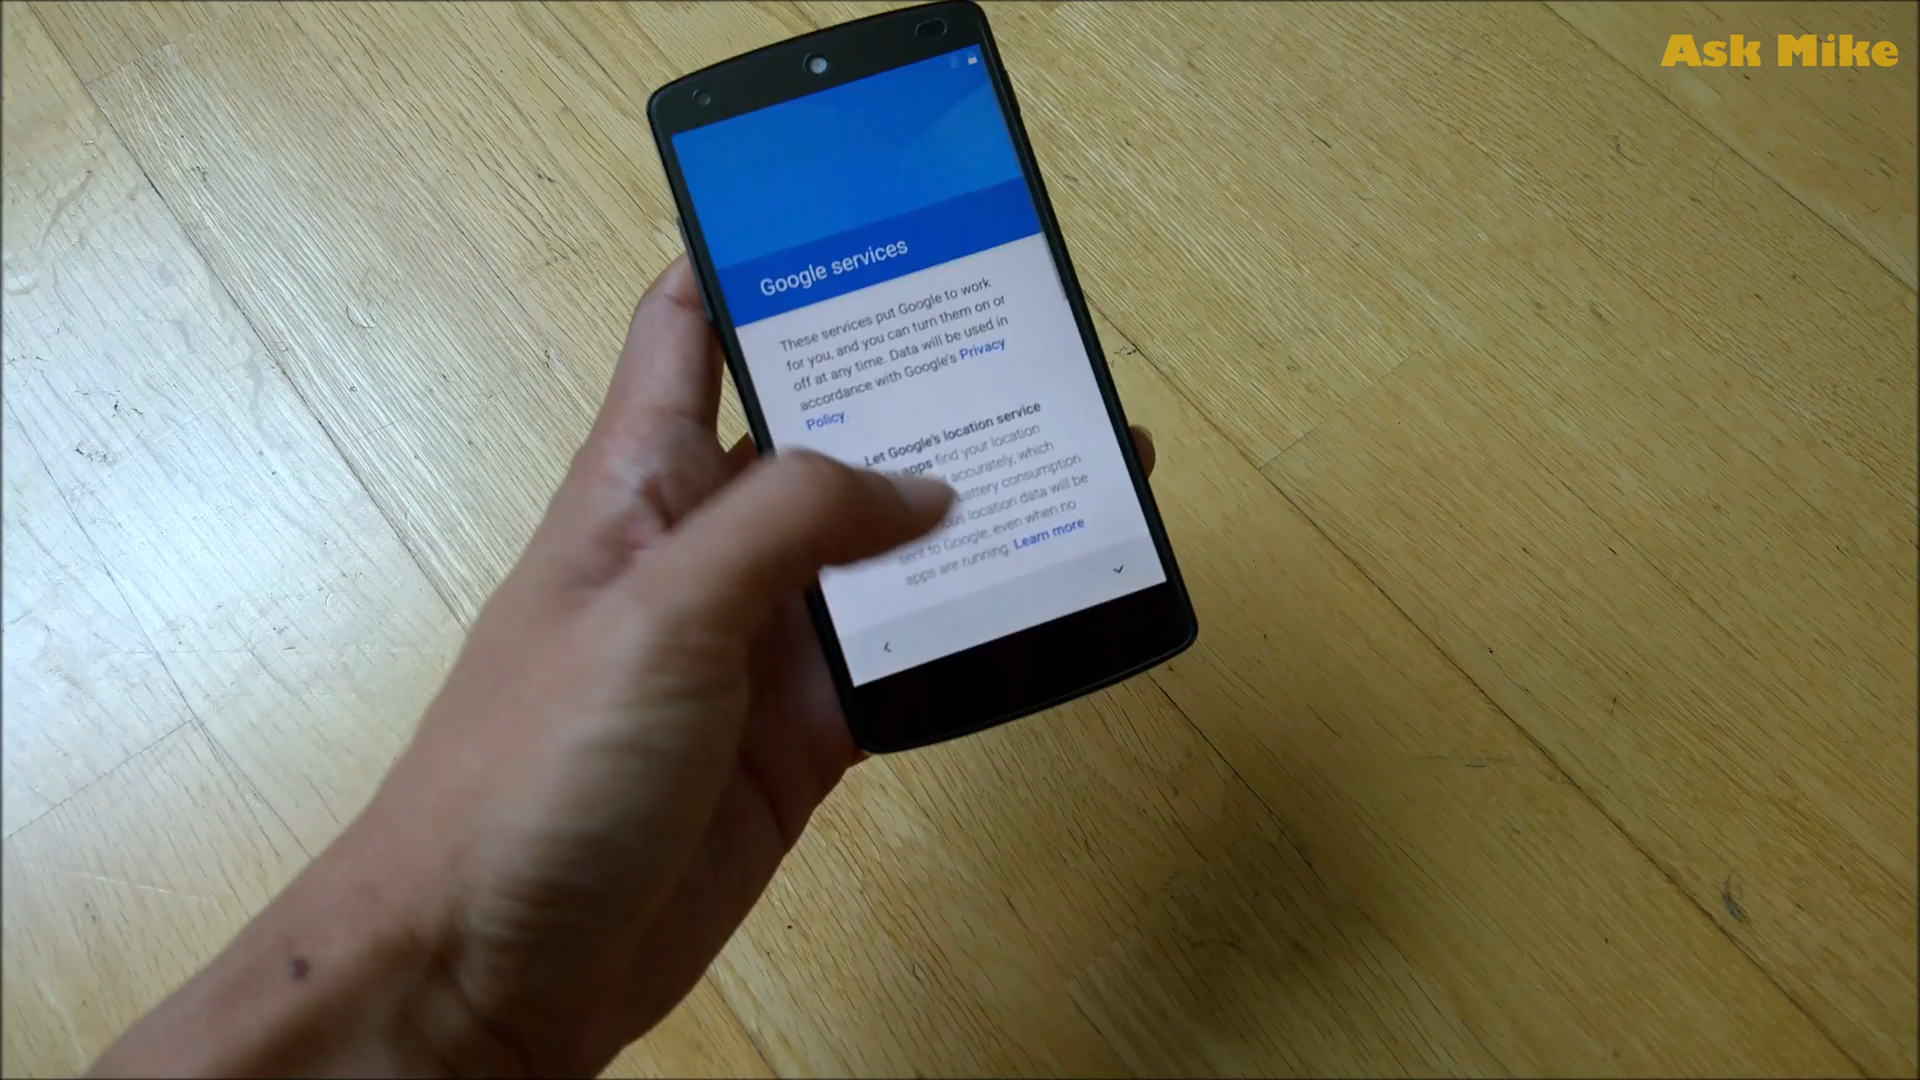 Ask Mike
Google services
These services put Google to work
for you, and you can turn them on or
off at any time. Data will be used in
accordance with Google's Privacy
Policy.
Let Google's location service
apps find your location
accurately, which
battery consumption
location data will be
sent to Google, even when no
apps are running. Learn more